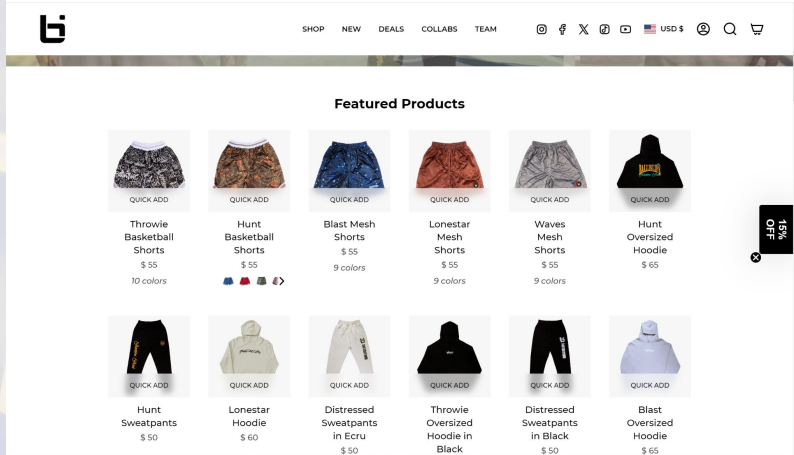 SHOP NEW DEALS COLLABS TEAM USD $
Featured Products
QUICK ADD QUICK ADD QUICK ADD QUICK ADD QUICK ADD QUICK ADD
Throwie
Basketball
Shorts
$ 55
10 colors
Hunt
Basketball
Shorts
$ 55
Blast Mesh
Shorts
$ 55
9 colors
Lonestar
Mesh
Shorts
$ 55
9 colors
Waves
Mesh
Shorts
$ 55
9 colors
Hunt
Oversized
Hoodie
$ 65
15%
OFF
QUICK ADD QUICK ADD QUICK ADD QUICK ADD QUICK ADD QUICK ADD
Hunt
Sweatpants
$ 50
Lonestar
Hoodie
$ 60
Distressed
Sweatpants
in Ecru
$ 50
Throwie
Oversized
Hoodie in
Black
Distressed
Sweatpants
in Black
$ 50
Blast
Oversized
Hoodie
$ 65